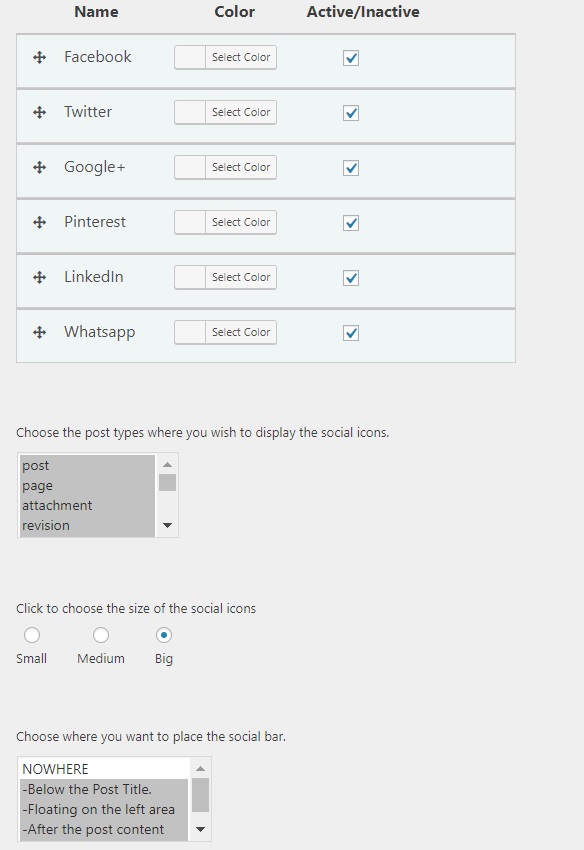 Name Color Active/Inactive
Facebook Select Color
Twitter Select Color
Google+ Select Color
Pinterest Select Color
LinkedIn Select Color
Whatsapp Select Color
Choose the post types where you wish to display the social icons.
post
page
attachment
revision
Click to choose the size of the social icons
Small Medium Big
Choose where you want to place the social bar.
NOWHERE
-Below the Post Title.
-Floating on the left area
-After the post content